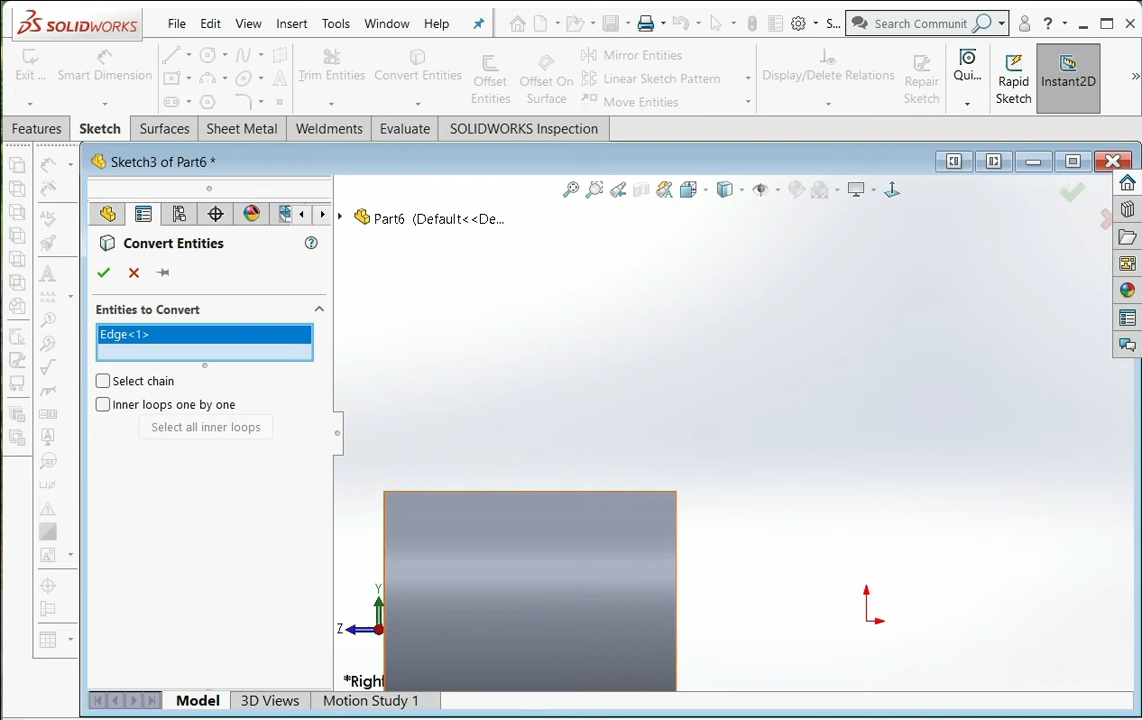 SOLIDWORKS File Edit View Insert Tools Window Help S... Search Communit ?
Exit ... Smart Dimension Trim Entities Convert Entities Offset Entities Offset On Surface Mirror Entities Linear Sketch Pattern Move Entities Display/Delete Relations Repair Sketch Qui... Rapid Sketch Instant2D »
Features Sketch Surfaces Sheet Metal Weldments Evaluate SOLIDWORKS Inspection
Sketch3 of Part6 *
Part6 (Default<<De...
Convert Entities ?
Entities to Convert
Edge<1>
Select chain
Inner loops one by one
Select all inner loops
Y
Z
*Right
Model 3D Views Motion Study 1